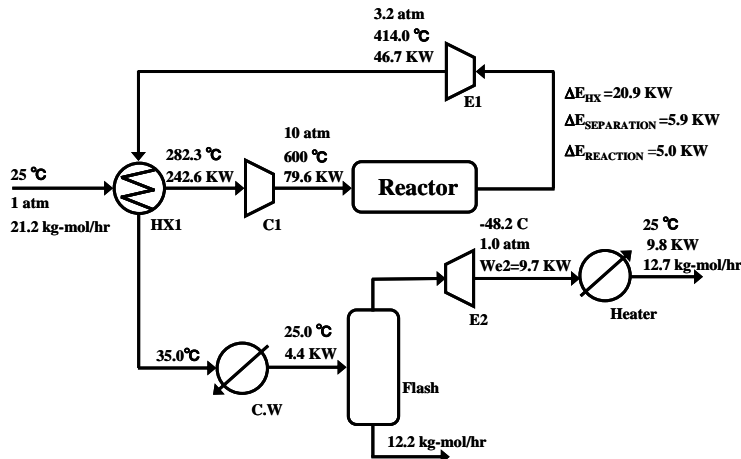 3.2 atm
414.0 ℃
46.7 KW
E1
ΔE_HX =20.9 KW
ΔE_SEPARATION =5.9 KW
ΔE_REACTION =5.0 KW
10 atm
25 ℃
282.3 ℃
600 ℃
242.6 KW
79.6 KW
Reactor
1 atm
21.2 kg-mol/hr
HX1
C1
-48.2 C
1.0 atm
We2=9.7 KW
25 ℃
9.8 KW
12.7 kg-mol/hr
E2
Heater
35.0℃
25.0 ℃
4.4 KW
C.W
Flash
12.2 kg-mol/hr